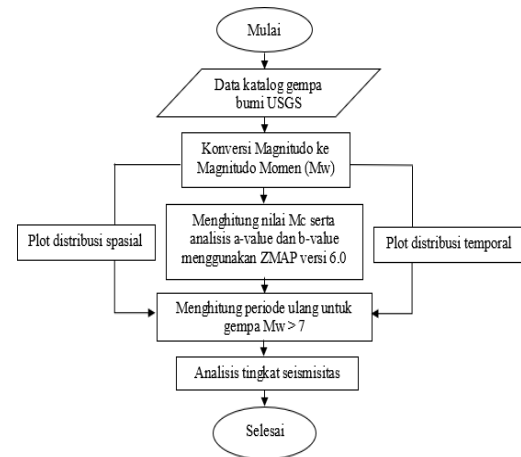 Mulai
Data katalog gempa
bumi USGS
Konversi Magnitudo ke
Magnitudo Momen (Mw)
Plot distribusi spasial
Menghitung nilai Mc serta
analisis a-value dan b-value
menggunakan ZMAP versi 6.0
Plot distribusi temporal
Menghitung periode ulang untuk
gempa Mw > 7
Analisis tingkat seismisitas
Selesai